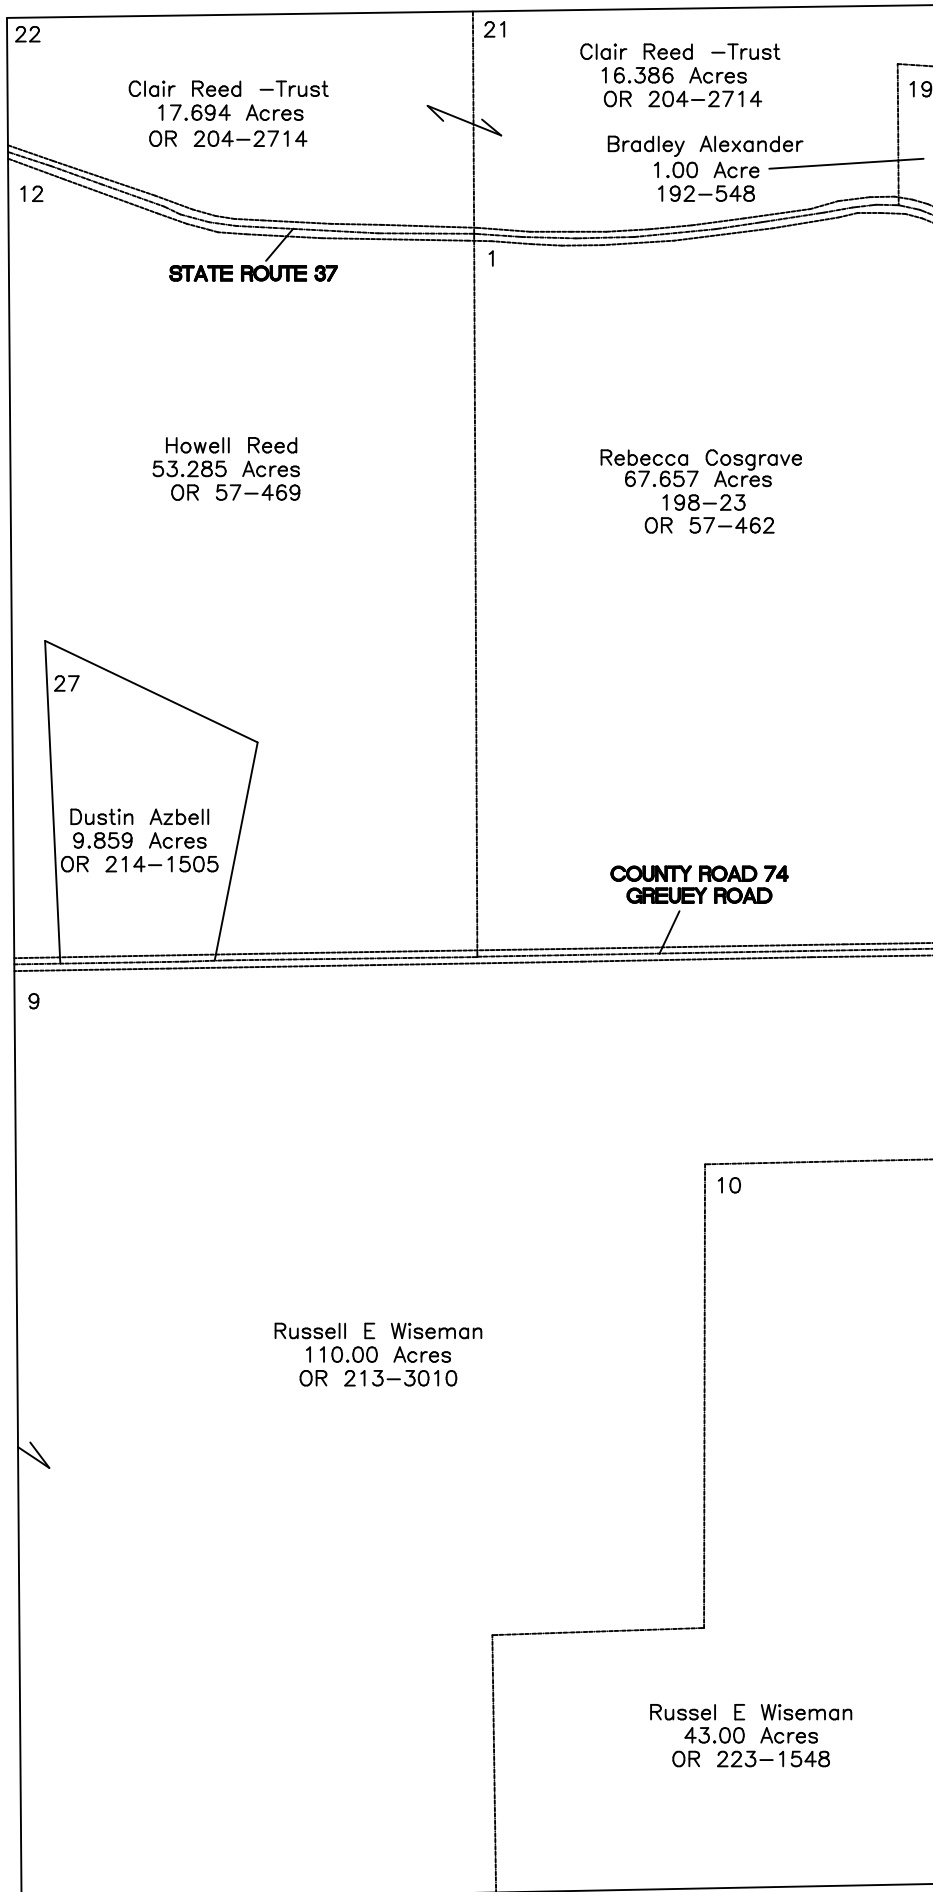 22
Clair Reed -Trust
17.694 Acres
OR 204-2714
21
Clair Reed -Trust
16.386 Acres
OR 204-2714
19
Bradley Alexander
1.00 Acre
192-548
12
STATE ROUTE 37
1
Howell Reed
53.285 Acres
OR 57-469
Rebecca Cosgrave
67.657 Acres
198-23
OR 57-462
27
Dustin Azbell
9.859 Acres
OR 214-1505
COUNTY ROAD 74
GREUEY ROAD
9
10
Russell E Wiseman
110.00 Acres
OR 213-3010
Russel E Wiseman
43.00 Acres
OR 223-1548